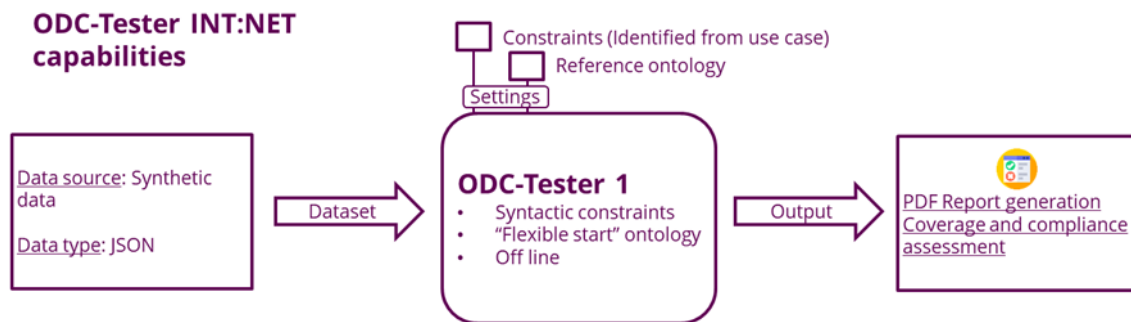 ODC-Tester INT:NET
capabilities
Constraints (Identified from use case)
Reference ontology
Settings
Data source: Synthetic
data
Data type: JSON
Dataset
ODC-Tester 1
• Syntactic constraints
• “Flexible start” ontology
• Off line
Output
PDF Report generation
Coverage and compliance
assessment